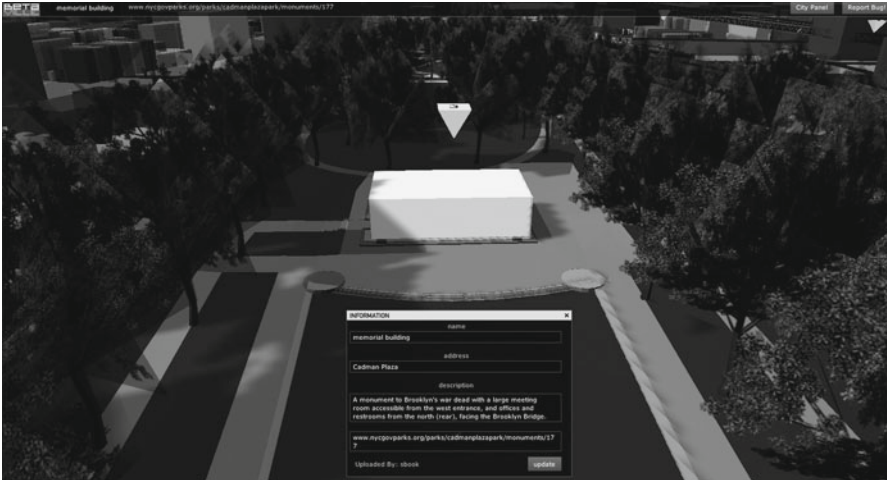 BETA
memorial building
www.nycgovparks.org/parks/cadmanplazapark/monuments/177
City Panel
Report Bug!
INFORMATION
name
memorial building
address
Cadman Plaza
description
A monument to Brooklyn's war dead with a large meeting
room accessible from the west entrance, and offices and
restrooms from the north (rear), facing the Brooklyn Bridge.
www.nycgovparks.org/parks/cadmanplazapark/monuments/17
7
Uploaded By: sbook
update